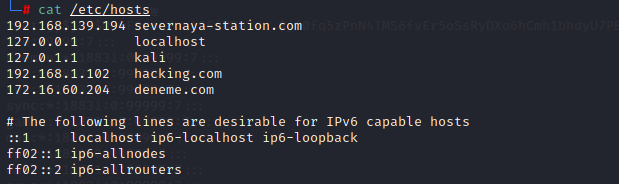 └─# cat /etc/hosts
192.168.139.194 severnaya-station.com
127.0.0.1       localhost
127.0.1.1       kali
192.168.1.102   hacking.com
172.16.60.204   deneme.com

# The following lines are desirable for IPv6 capable hosts
::1     localhost ip6-localhost ip6-loopback
ff02::1 ip6-allnodes
ff02::2 ip6-allrouters